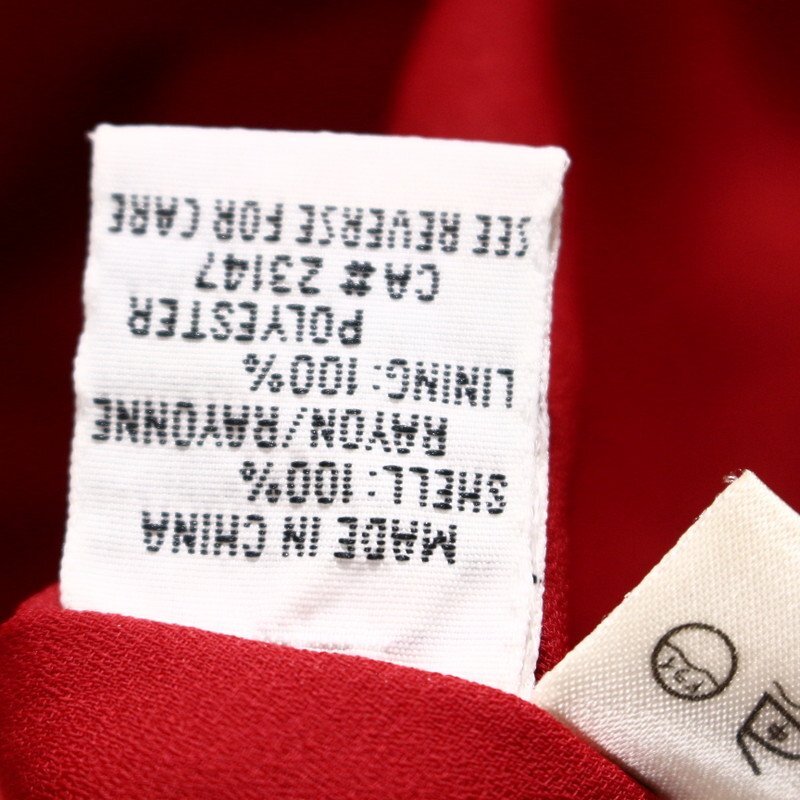 MADE IN CHINA
SHELL: 100%
RAYON/RAYONNE
LINING: 100%
POLYESTER
CA# 23147
SEE REVERSE FOR CARE